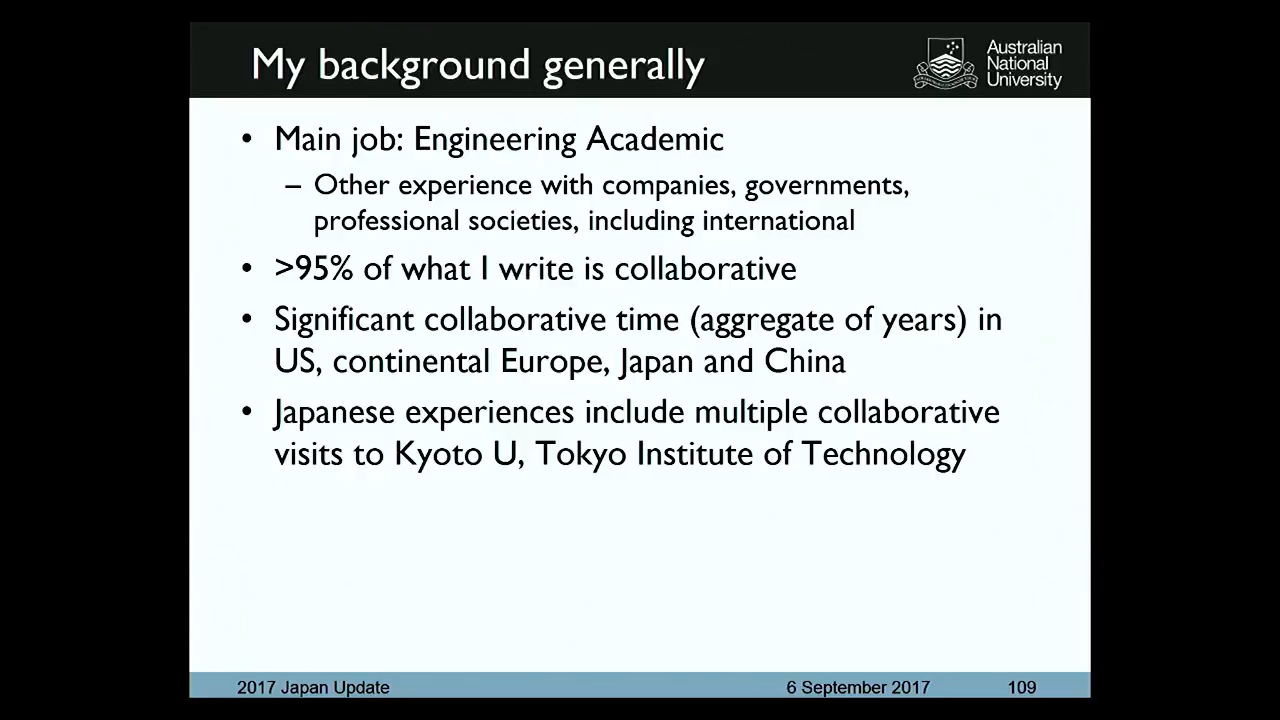 My background generally
Australian
National
University
• Main job: Engineering Academic
– Other experience with companies, governments,
professional societies, including international
• >95% of what I write is collaborative
• Significant collaborative time (aggregate of years) in
US, continental Europe, Japan and China
• Japanese experiences include multiple collaborative
visits to Kyoto U, Tokyo Institute of Technology
2017 Japan Update
6 September 2017
109